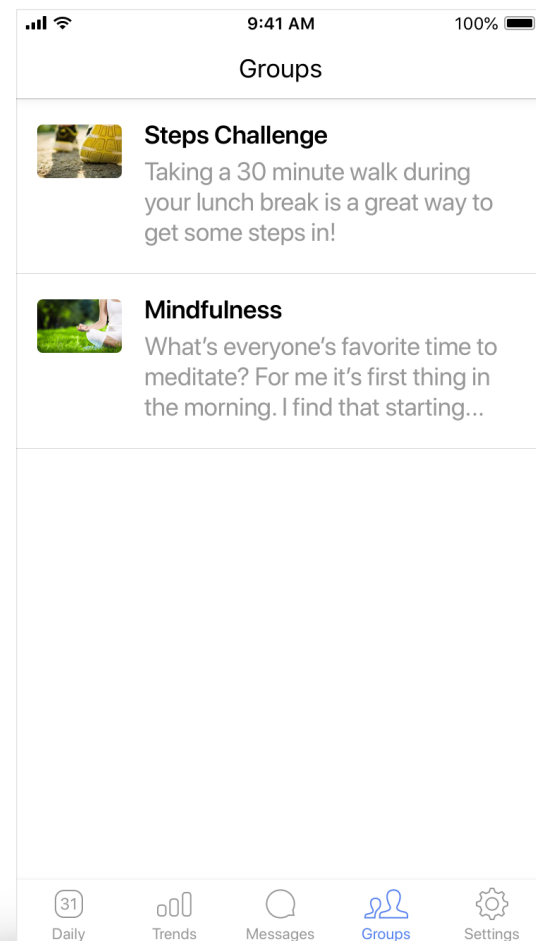 9:41 AM 100%
Groups
Steps Challenge
Taking a 30 minute walk during
your lunch break is a great way to
get some steps in!
Mindfulness
What’s everyone’s favorite time to
meditate? For me it’s first thing in
the morning. I find that starting...
31
Daily Trends Messages Groups Settings